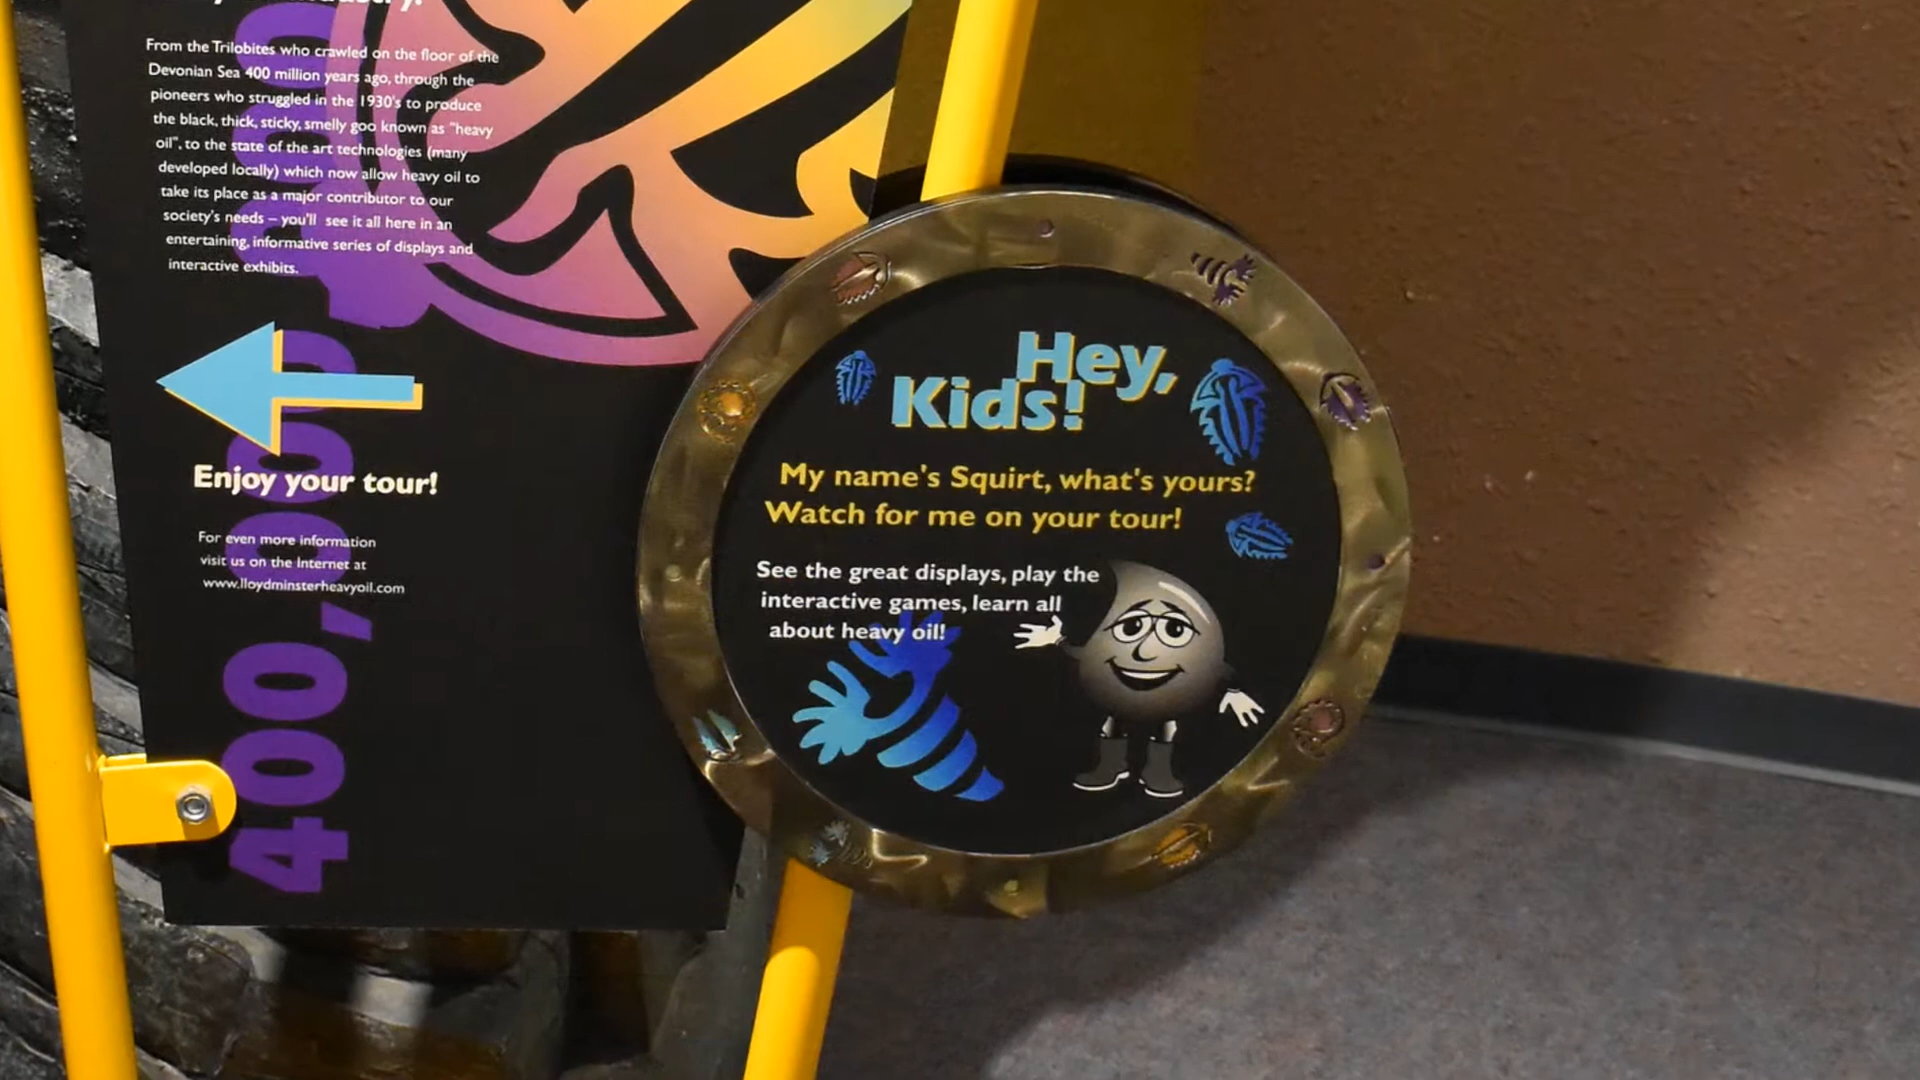 From the Trilobites who crawled on the floor of the
Devonian Sea 400 million years ago, through the
pioneers who struggled in the 1930's to produce
the black, thick, sticky, smelly goo known as "heavy
oil", to the state of the art technologies (many
developed locally) which now allow heavy oil to
take its place as a major contributor to our
society's needs – you'll see it all here in an
entertaining, informative series of displays and
interactive exhibits.
Enjoy your tour!
For even more information
visit us on the Internet at
www.lloydminsterheavyoil.com
Hey,
Kids!
My name's Squirt, what's yours?
Watch for me on your tour!
See the great displays, play the
interactive games, learn all
about heavy oil!